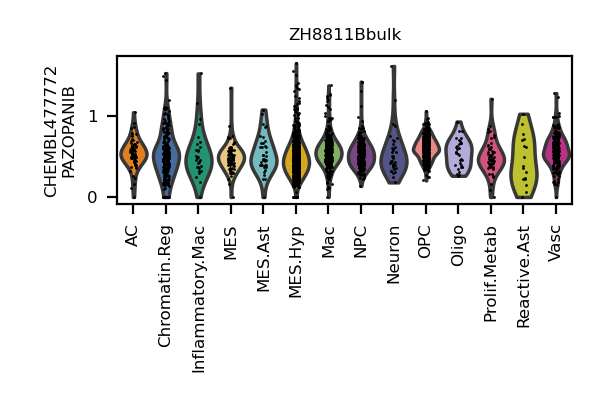 ZH8811Bbulk
CHEMBL477772
PAZOPANIB
1
0
AC
Chromatin.Reg
Inflammatory.Mac
MES
MES.Ast
MES.Hyp
Mac
NPC
Neuron
OPC
Oligo
Prolif.Metab
Reactive.Ast
Vasc